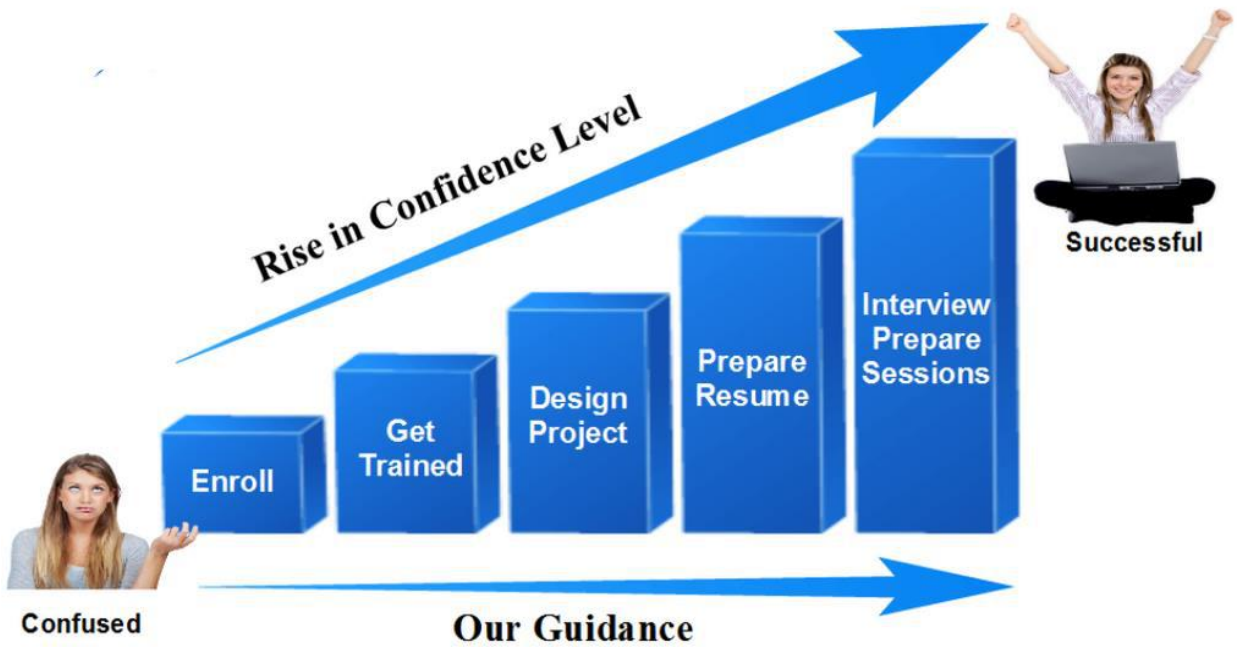 Rise in Confidence Level
Successful
Enroll
Get
Trained
Design
Project
Prepare
Resume
Interview
Prepare
Sessions
Confused
Our Guidance